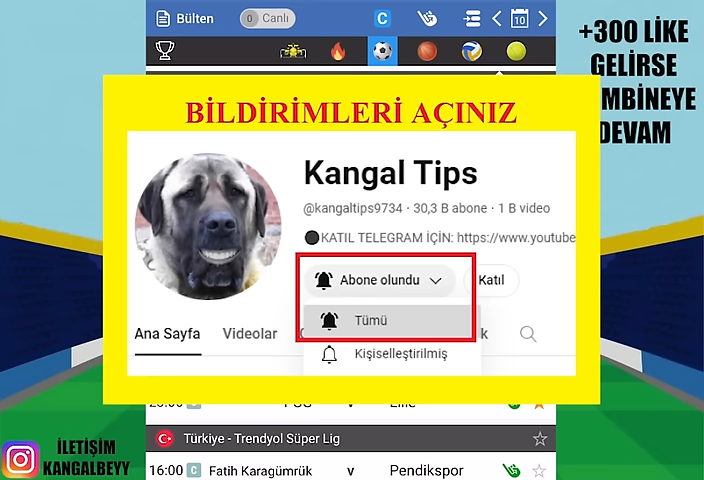 Bülten
0 Canlı
C
10
+300 LİKE
GELİRSE
MBİNEYE
DEVAM
BİLDİRİMLERİ AÇINIZ
Kangal Tips
@kangaltips9734 · 30,3 B abone · 1 B video
KATIL TELEGRAM İÇİN: https://www.youtube
Abone olundu
Katıl
Tümü
Ana Sayfa
Videolar
k
Kişiselleştirilmiş
Türkiye - Trendyol Süper Lig
16:00 C Fatih Karagümrük v Pendikspor
İLETİŞİM
KANGALBEYY